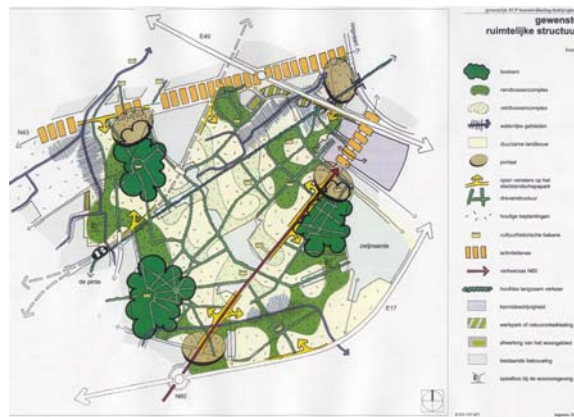 gewenste
ruimtelijke structuur
E40
N43
de pinte
zwijnaarde
E17
N60
boskern
randbossencomplex
veldbossencomplex
waterrijke gebieden
duurzame landbouw
portaal
open vensters op het
stadslandschapspark
drevenstructuur
houtige beplantingen
cultuurhistorische bakens
activiteitenas
verkeersas N60
hoofdas langzaam verkeer
kennisbedrijvigheid
werkpark of natuurontwikkeling
afwerking van het woongebied
bestaande bebouwing
speelbos bij de woonomgeving